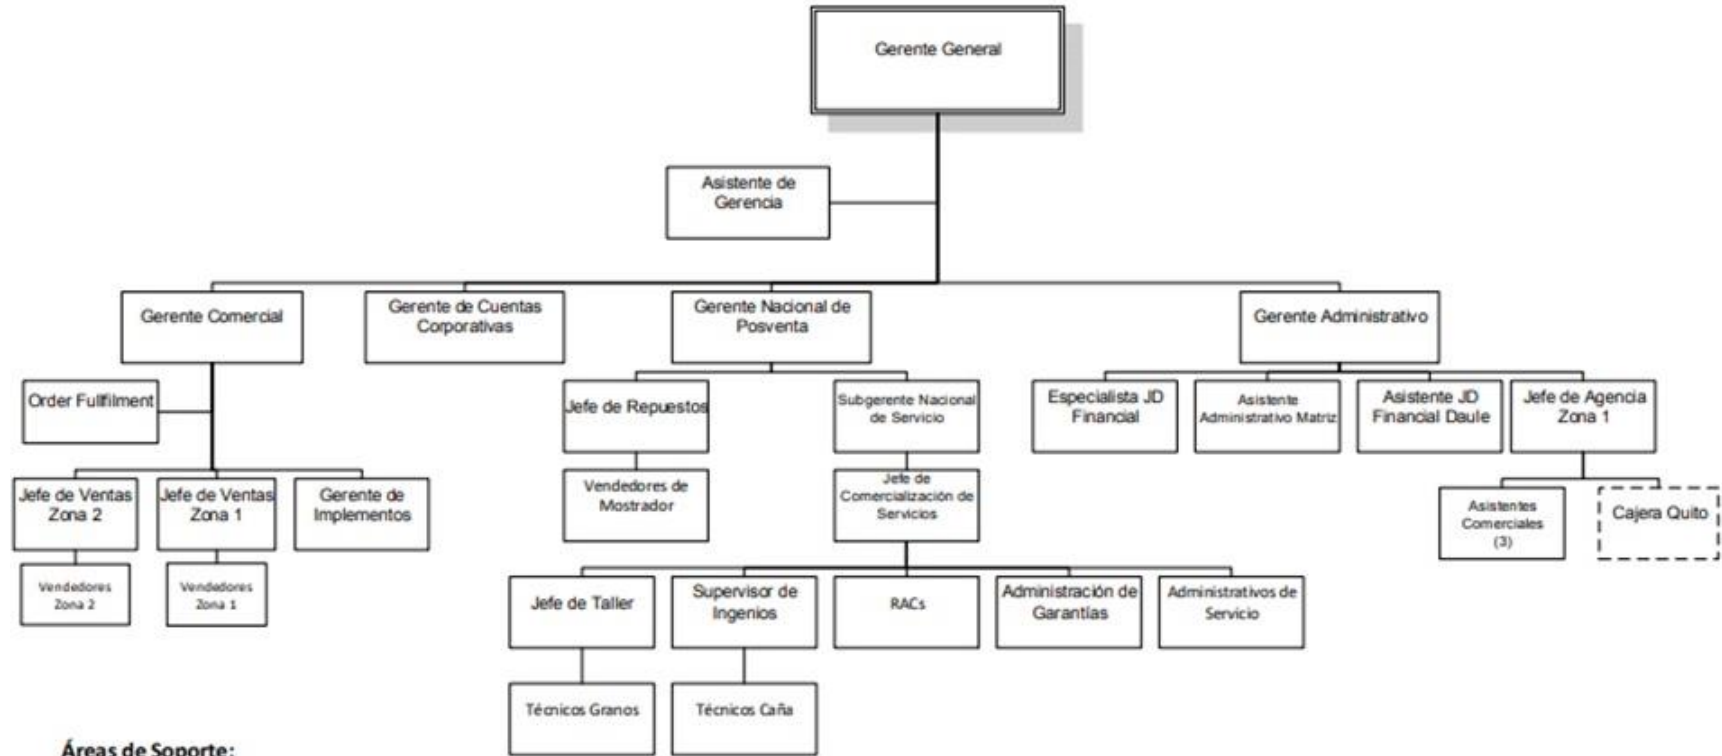 Gerente General
Asistente de
Gerencia
Gerente Comercial
Gerente de Cuentas
Corporativas
Gerente Nacional de
Posventa
Gerente Administrativo
Order Fullfilment
Jefe de Repuestos
Subgerente Nacional
de Servicio
Especialista JD
Financial
Asistente
Administrativo Matriz
Asistente JD
Financial Daule
Jefe de Agencia
Zona 1
Jefe de Ventas
Zona 2
Jefe de Ventas
Zona 1
Gerente de
Implementos
Vendedores de
Mostrador
Jefe de
Comercialización de
Servicios
Asistentes
Comerciales
(3)
Cajera Quito
Vendedores
Zona 2
Vendedores
Zona 1
Jefe de Taller
Supervisor de
Ingenios
RACs
Administración de
Garantías
Administrativos de
Servicio
Técnicos Granos
Técnicos Caña
Áreas de Soporte: